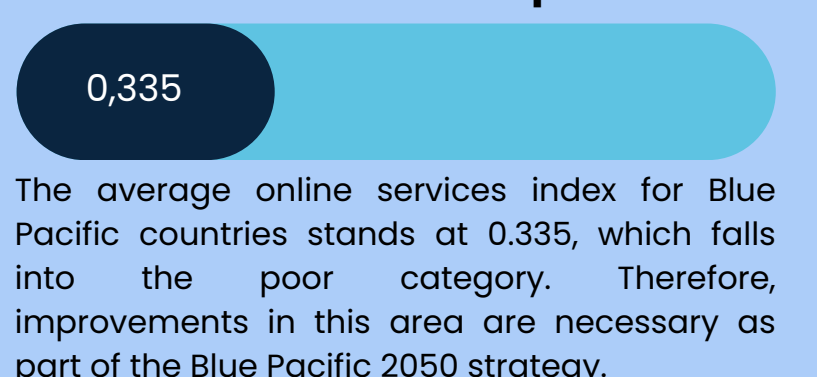 0,335
The average online services index for Blue
Pacific countries stands at 0.335, which falls
into the poor category. Therefore,
improvements in this area are necessary as
part of the Blue Pacific 2050 strategy.